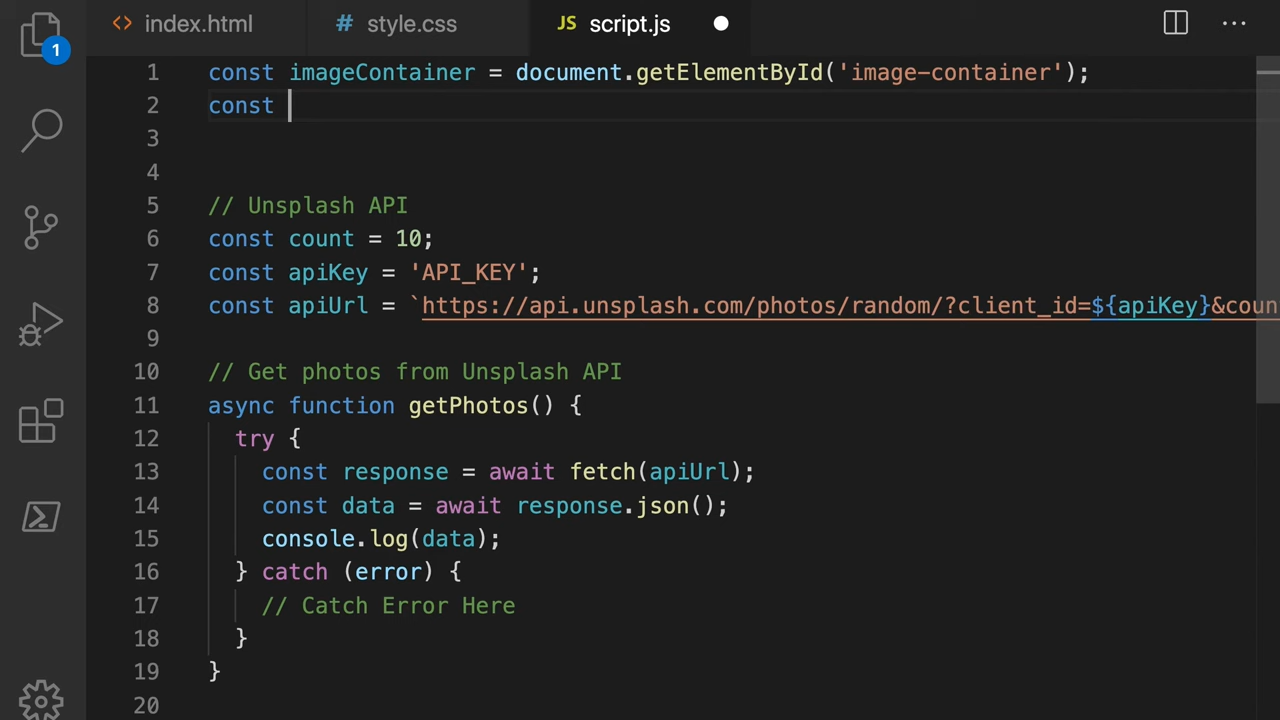 index.html
style.css
JS script.js
1
1 const imageContainer = document.getElementById('image-container');
2 const
3
4
5 // Unsplash API
6 const count = 10;
7 const apiKey = 'API_KEY';
8 const apiUrl = `https://api.unsplash.com/photos/random/?client_id=${apiKey}&coun
9
10 // Get photos from Unsplash API
11 async function getPhotos() {
12 try {
13 const response = await fetch(apiUrl);
14 const data = await response.json();
15 console.log(data);
16 } catch (error) {
17 // Catch Error Here
18 }
19 }
20